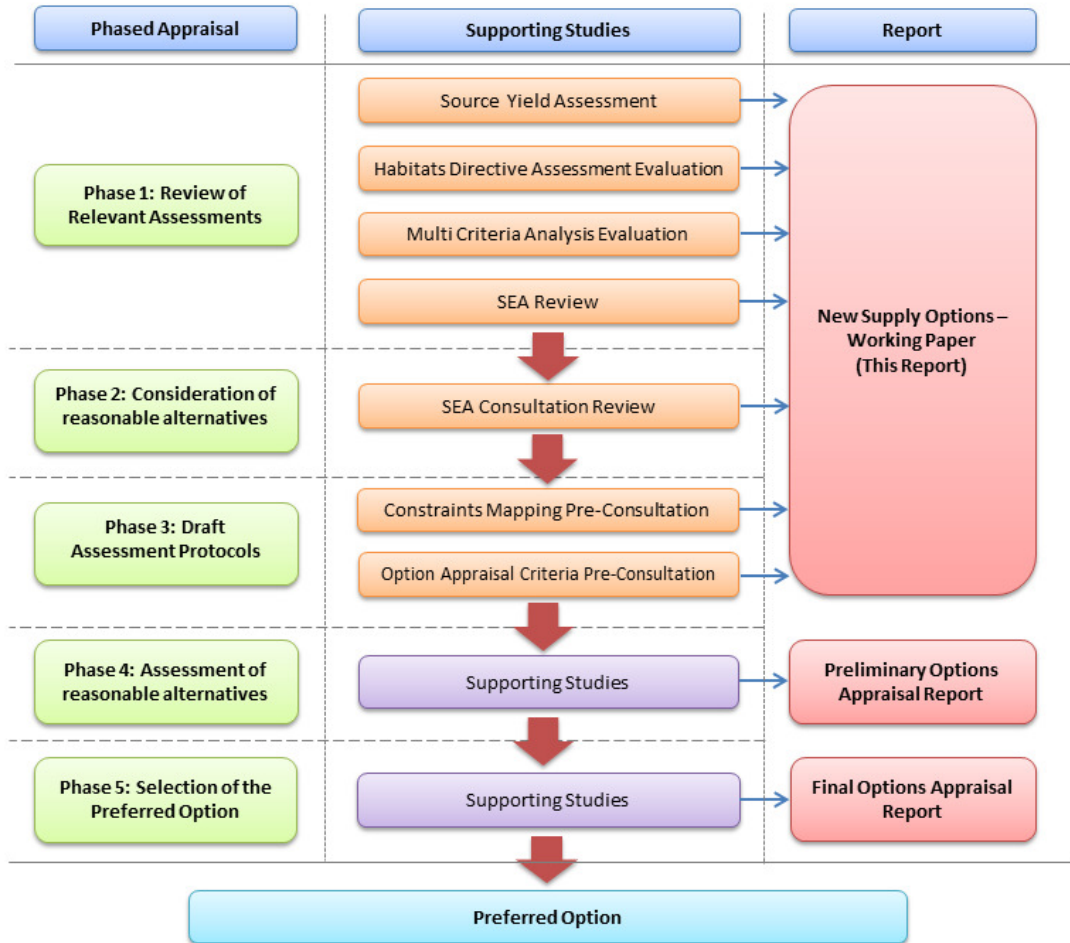 Phased Appraisal
Supporting Studies
Report
Phase 1: Review of
Relevant Assessments
Source Yield Assessment
Habitats Directive Assessment Evaluation
Multi Criteria Analysis Evaluation
SEA Review
New Supply Options –
Working Paper
(This Report)
Phase 2: Consideration of
reasonable alternatives
SEA Consultation Review
Phase 3: Draft
Assessment Protocols
Constraints Mapping Pre-Consultation
Option Appraisal Criteria Pre-Consultation
Phase 4: Assessment of
reasonable alternatives
Supporting Studies
Preliminary Options
Appraisal Report
Phase 5: Selection of the
Preferred Option
Supporting Studies
Final Options Appraisal
Report
Preferred Option